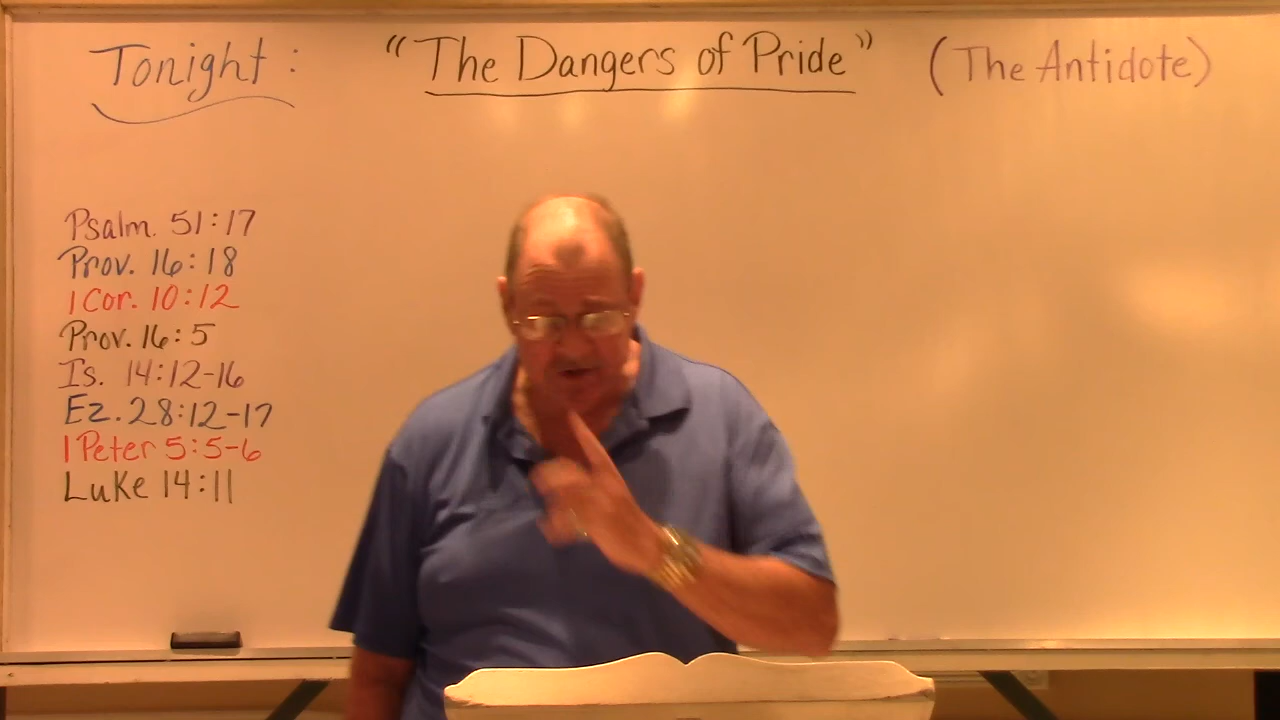 Tonight: "The Dangers of Pride" (The Antidote)
Psalm. 51:17
Prov. 16:18
1 Cor. 10:12
Prov. 16:5
Is. 14:12-16
Ez. 28:12-17
1 Peter 5:5-6
Luke 14:11